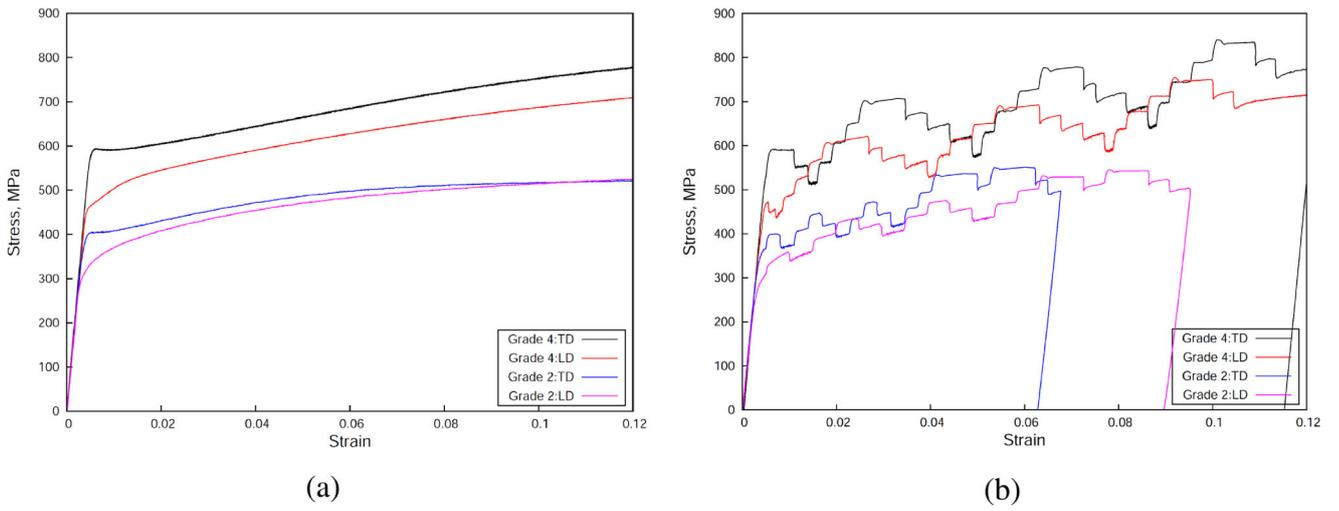 900
800
700
600
500
400
300
200
100
0
Stress, MPa
0 0.02 0.04 0.06 0.08 0.1 0.12
Strain
Grade 4:TD
Grade 4:LD
Grade 2:TD
Grade 2:LD
(a)
900
800
700
600
500
400
300
200
100
0
Stress, MPa
0 0.02 0.04 0.06 0.08 0.1 0.12
Strain
Grade 4:TD
Grade 4:LD
Grade 2:TD
Grade 2:LD
(b)